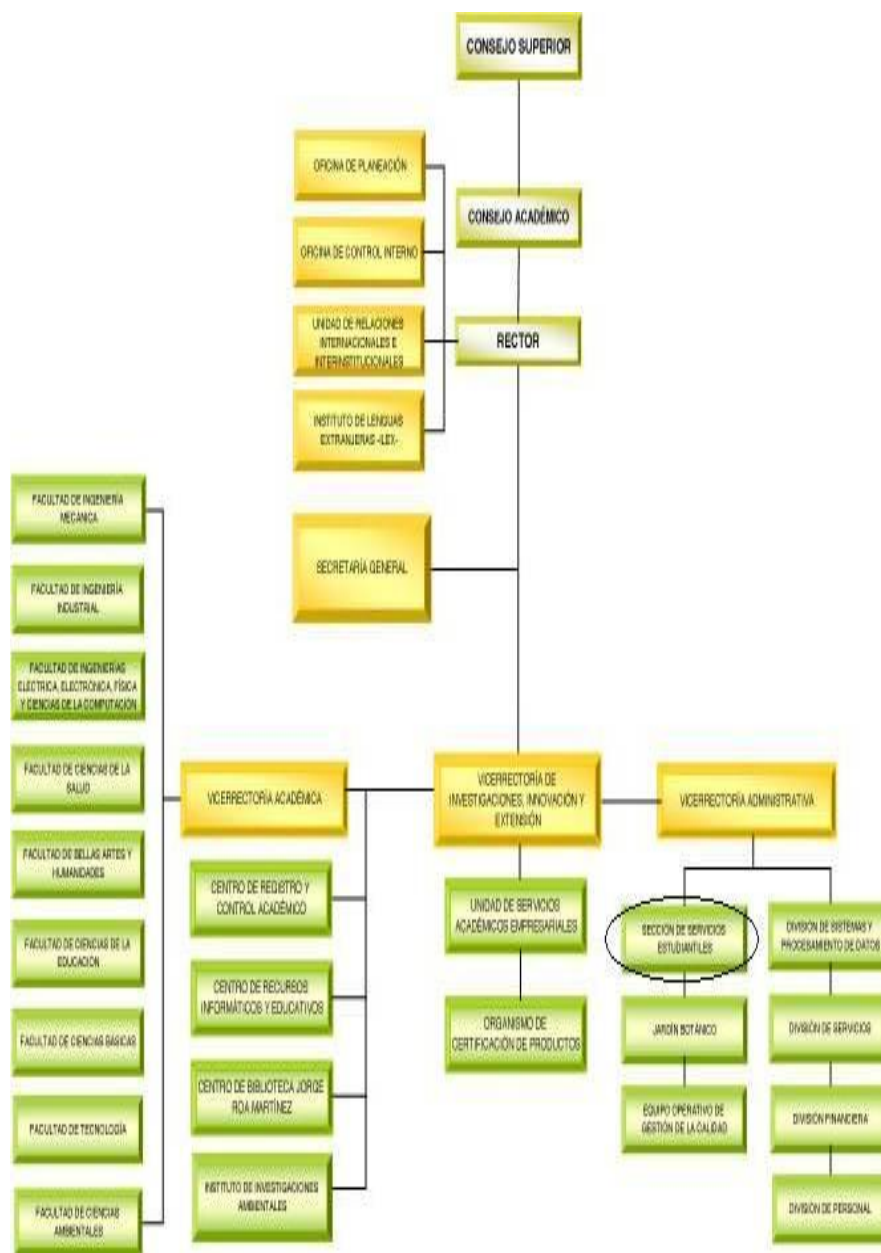 CONSEJO SUPERIOR
OFICINA DE PLANEACIÓN
CONSEJO ACADÉMICO
OFICINA DE CONTROL INTERNO
UNIDAD DE RELACIONES
INTERNACIONALES E
INTERINSTITUCIONALES
RECTOR
INSTITUTO DE LENGUAS
EXTRANJERAS -ILEX-
SECRETARÍA GENERAL
FACULTAD DE INGENIERÍA
MECÁNICA
FACULTAD DE INGENIERÍA
INDUSTRIAL
FACULTAD DE INGENIERÍAS
ELÉCTRICA, ELECTRÓNICA, FÍSICA
Y CIENCIAS DE LA COMPUTACIÓN
FACULTAD DE CIENCIAS DE LA
SALUD
FACULTAD DE BELLAS ARTES Y
HUMANIDADES
FACULTAD DE CIENCIAS DE LA
EDUCACIÓN
FACULTAD DE CIENCIAS BÁSICAS
FACULTAD DE TECNOLOGÍA
FACULTAD DE CIENCIAS
AMBIENTALES
VICERRECTORÍA ACADÉMICA
CENTRO DE REGISTRO Y
CONTROL ACADÉMICO
CENTRO DE RECURSOS
INFORMÁTICOS Y EDUCATIVOS
CENTRO DE BIBLIOTECA JORGE
ROA MARTÍNEZ
INSTITUTO DE INVESTIGACIONES
AMBIENTALES
VICERRECTORÍA DE
INVESTIGACIONES, INNOVACIÓN Y
EXTENSIÓN
UNIDAD DE SERVICIOS
ACADÉMICOS EMPRESARIALES
ORGANISMO DE
CERTIFICACIÓN DE PRODUCTOS
VICERRECTORÍA ADMINISTRATIVA
SECCIÓN DE SERVICIOS
ESTUDIANTILES
JARDÍN BOTÁNICO
EQUIPO OPERATIVO DE
GESTIÓN DE LA CALIDAD
DIVISIÓN DE SISTEMAS Y
PROCESAMIENTO DE DATOS
DIVISIÓN DE SERVICIOS
DIVISIÓN FINANCIERA
DIVISIÓN DE PERSONAL